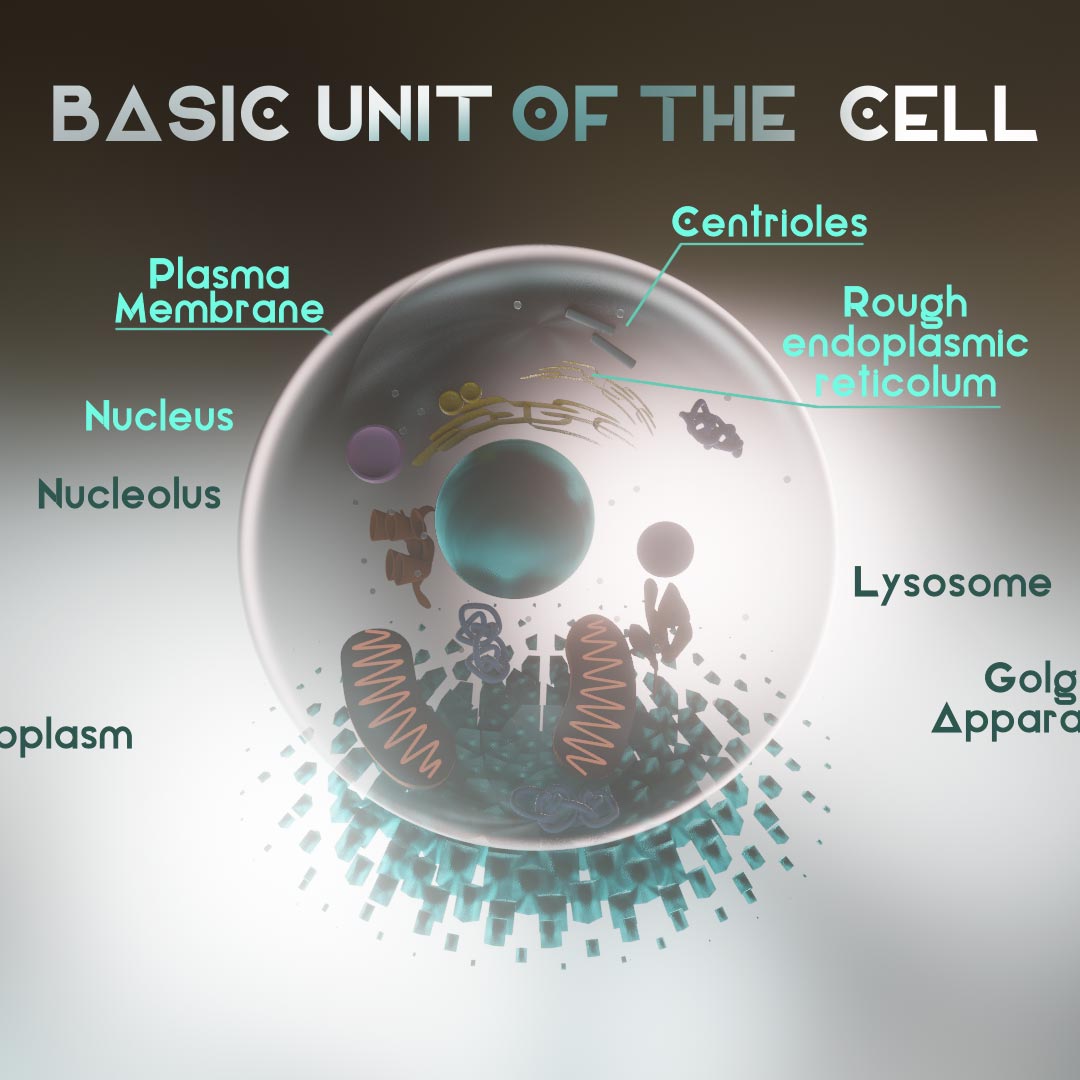 BASIC UNIT OF THE CELL
Centrioles
Plasma
Membrane
Rough
endoplasmic
reticolum
Nucleus
Nucleolus
Lysosome
Golg
Appara
oplasm